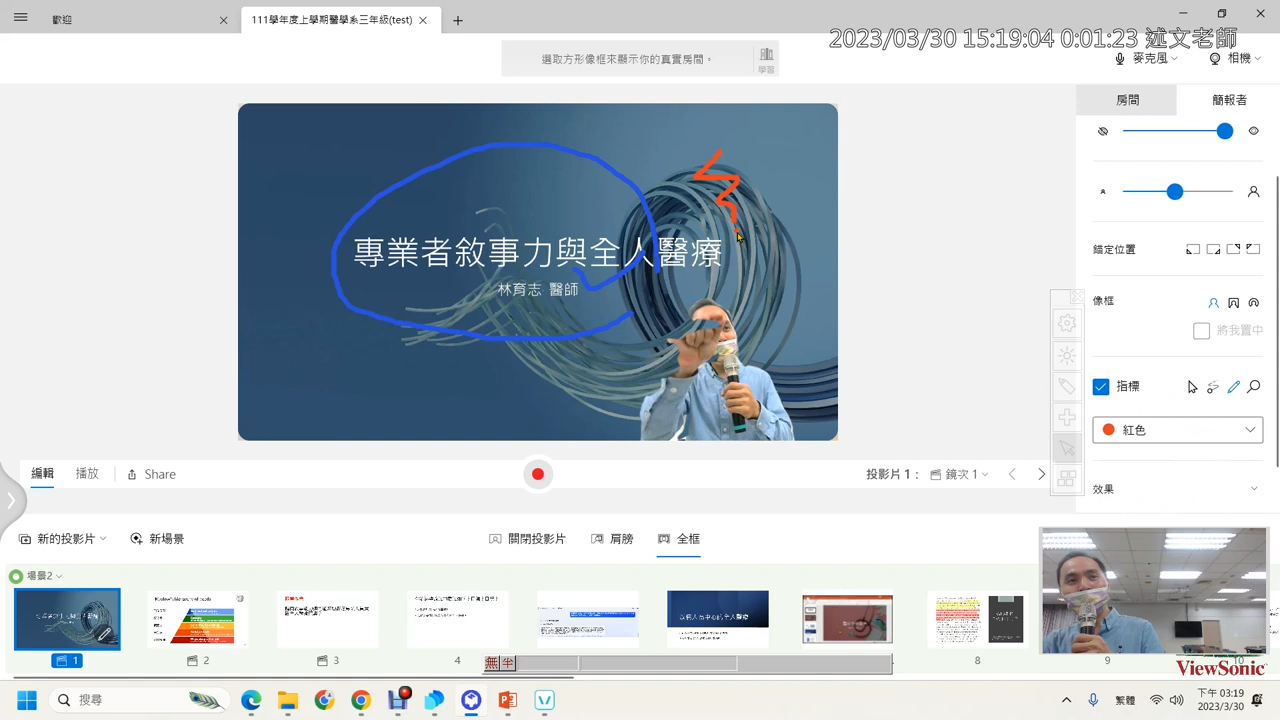 歡迎
111學年度上學期醫學系三年級(test)
2023/03/30 15:19:04 0:01:23 述文老師
選取方形像框來顯示你的真實房間。
學習
麥克風
相機
房間
簡報者
專業者敘事力與全人醫療
林育志 醫師
錨定位置
像框
將我置中
指標
紅色
效果
編輯
播放
Share
投影片 1：
鏡次 1
新的投影片
新場景
關閉投影片
肩膀
全框
場景2
1
2
3
4
8
9
10
無
半
ViewSonic
搜尋
繁體
下午 03:19
2023/3/30